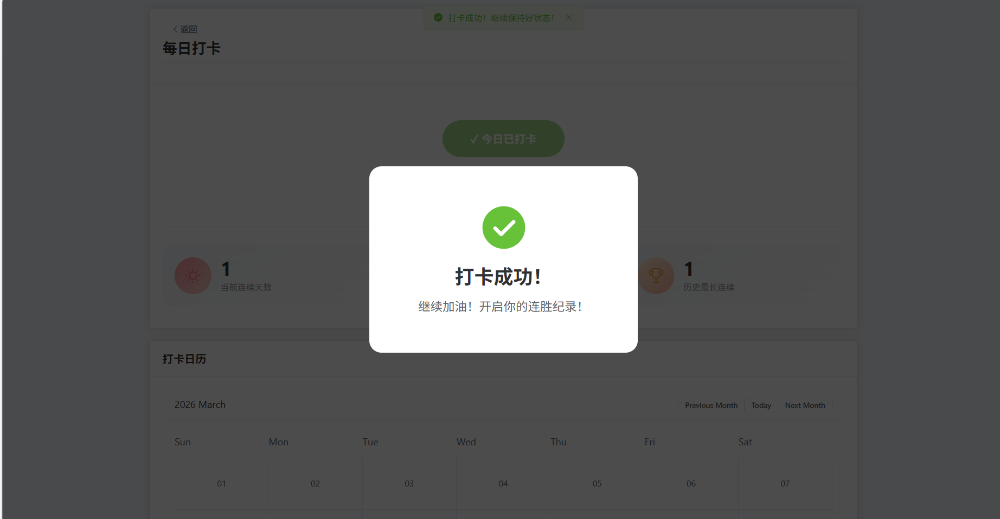 打卡成功！继续保持好状态！
返回
每日打卡
✓ 今日已打卡
打卡成功！
继续加油！开启你的连胜纪录！
1
当前连续天数
1
历史最长连续
打卡日历
2026 March
Previous Month Today Next Month
Sun Mon Tue Wed Thu Fri Sat
01 02 03 04 05 06 07